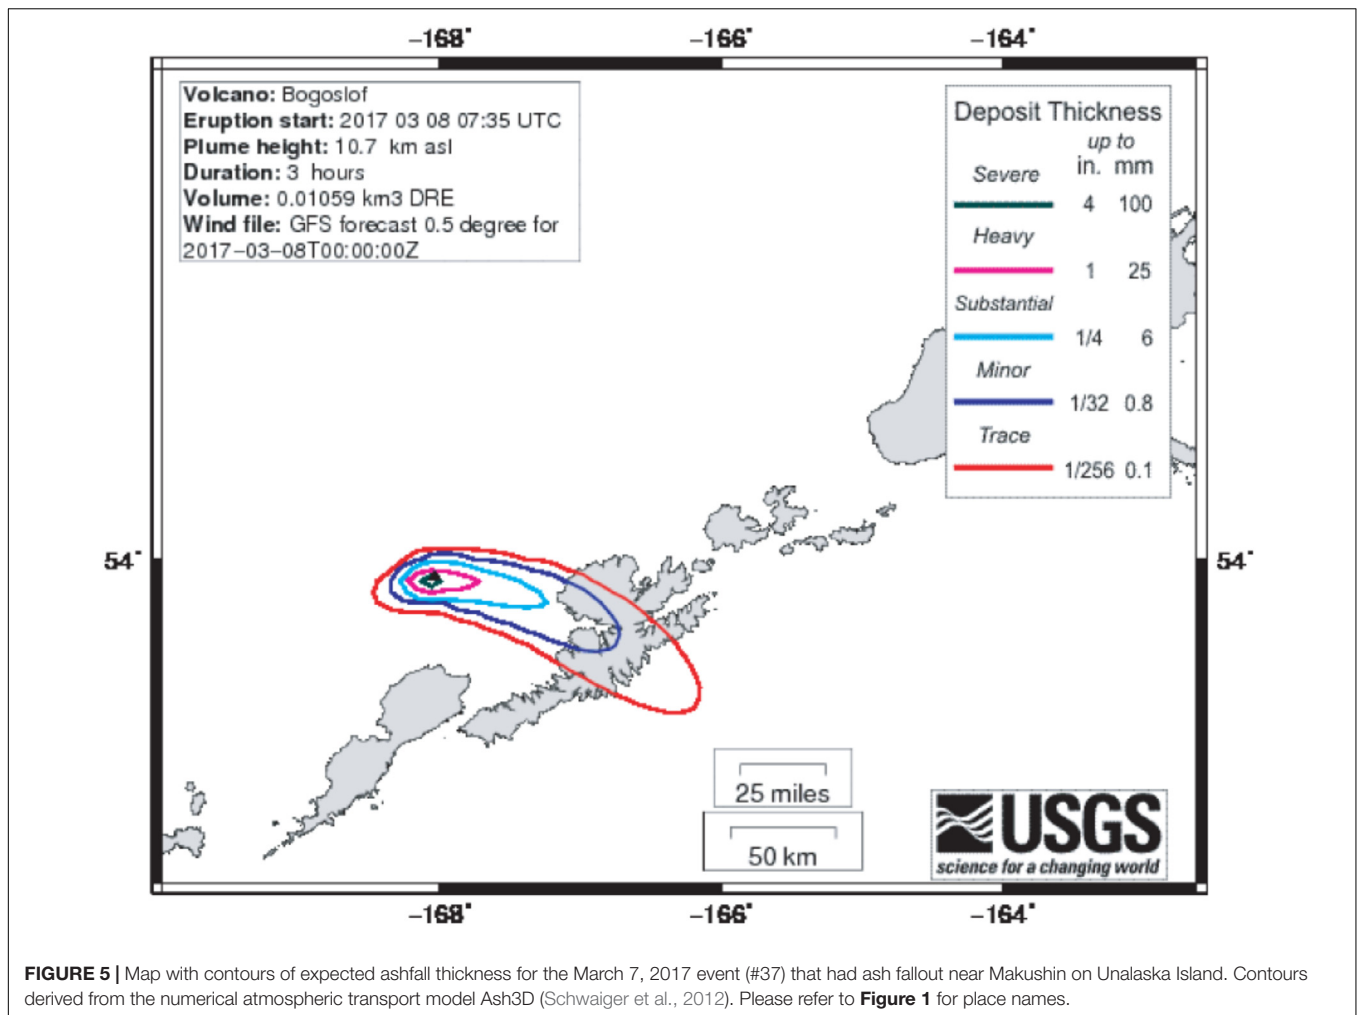 −168°
−166°
−164°
Volcano: Bogoslof
Eruption start: 2017 03 08 07:35 UTC
Plume height: 10.7 km asl
Duration: 3 hours
Volume: 0.01059 km3 DRE
Wind file: GFS forecast 0.5 degree for
2017−03−08T00:00:00Z
Deposit Thickness
up to
in. mm
Severe
4 100
Heavy
1 25
Substantial
1/4 6
Minor
1/32 0.8
Trace
1/256 0.1
54°
54°
25 miles
50 km
USGS
science for a changing world
−168°
−166°
−164°
FIGURE 5 | Map with contours of expected ashfall thickness for the March 7, 2017 event (#37) that had ash fallout near Makushin on Unalaska Island. Contours
derived from the numerical atmospheric transport model Ash3D (Schwaiger et al., 2012). Please refer to Figure 1 for place names.